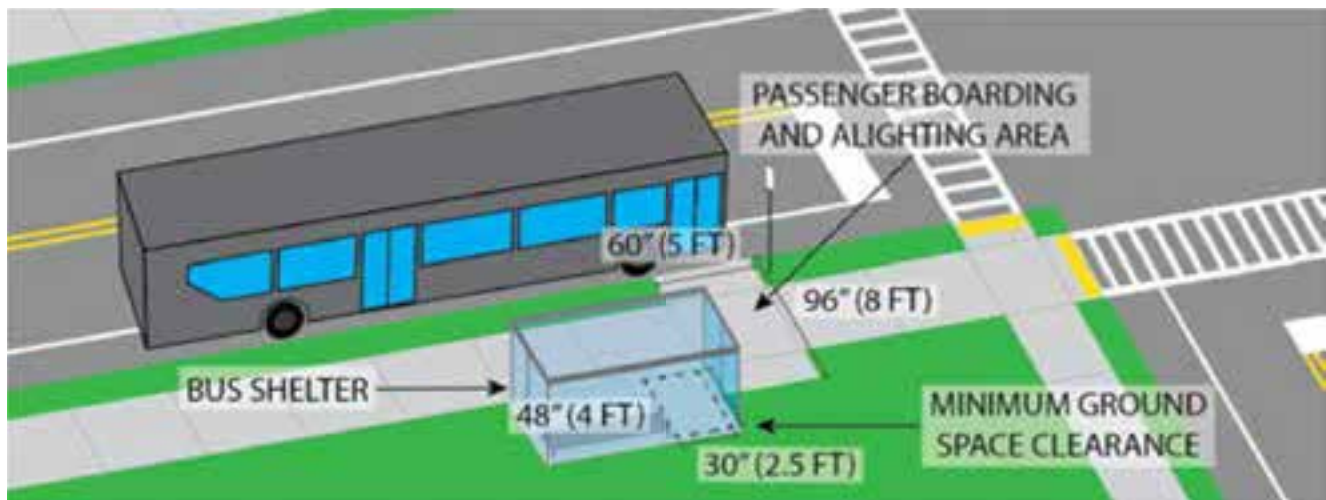 PASSENGER BOARDING
AND ALIGHTING AREA
60" (5 FT)
96" (8 FT)
BUS SHELTER
48" (4 FT)
MINIMUM GROUND
SPACE CLEARANCE
30" (2.5 FT)